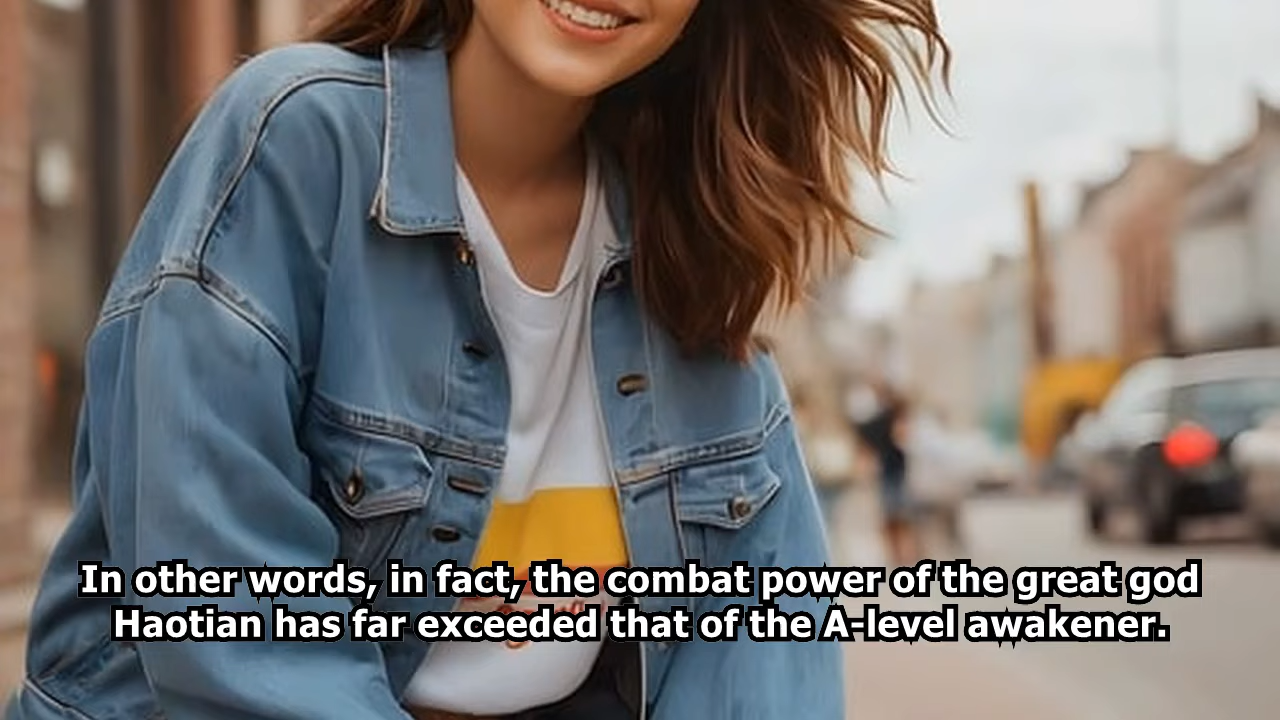 In other words, in fact, the combat power of the great god
Haotian has far exceeded that of the A-level awakener.